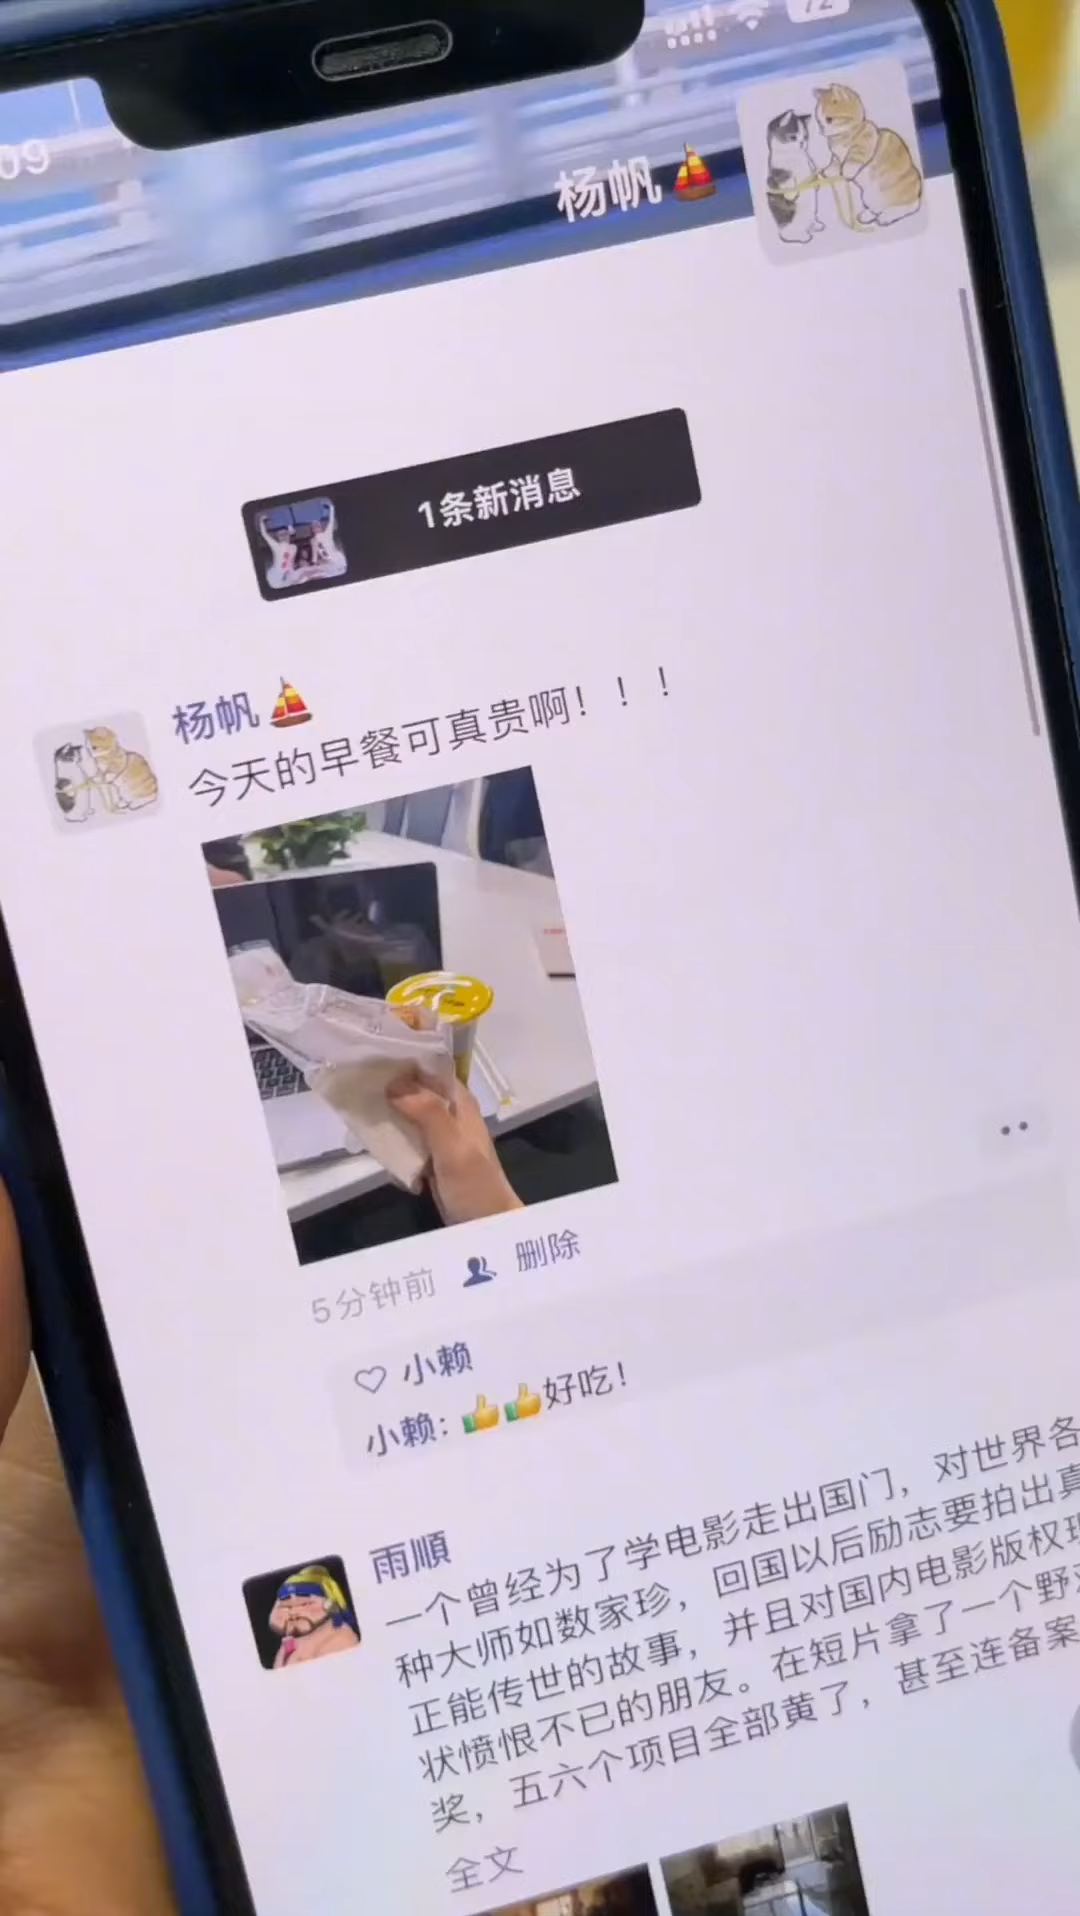 09
72
杨帆
1条新消息
杨帆
今天的早餐可真贵啊！！！
5分钟前 删除
小赖
小赖: 好吃！
雨順
一个曾经为了学电影走出国门，对世界各
种大师如数家珍，回国以后励志要拍出真
正能传世的故事，并且对国内电影版权现
状愤恨不已的朋友。在短片拿了一个野鸡
奖，五六个项目全部黄了，甚至连备案
全文